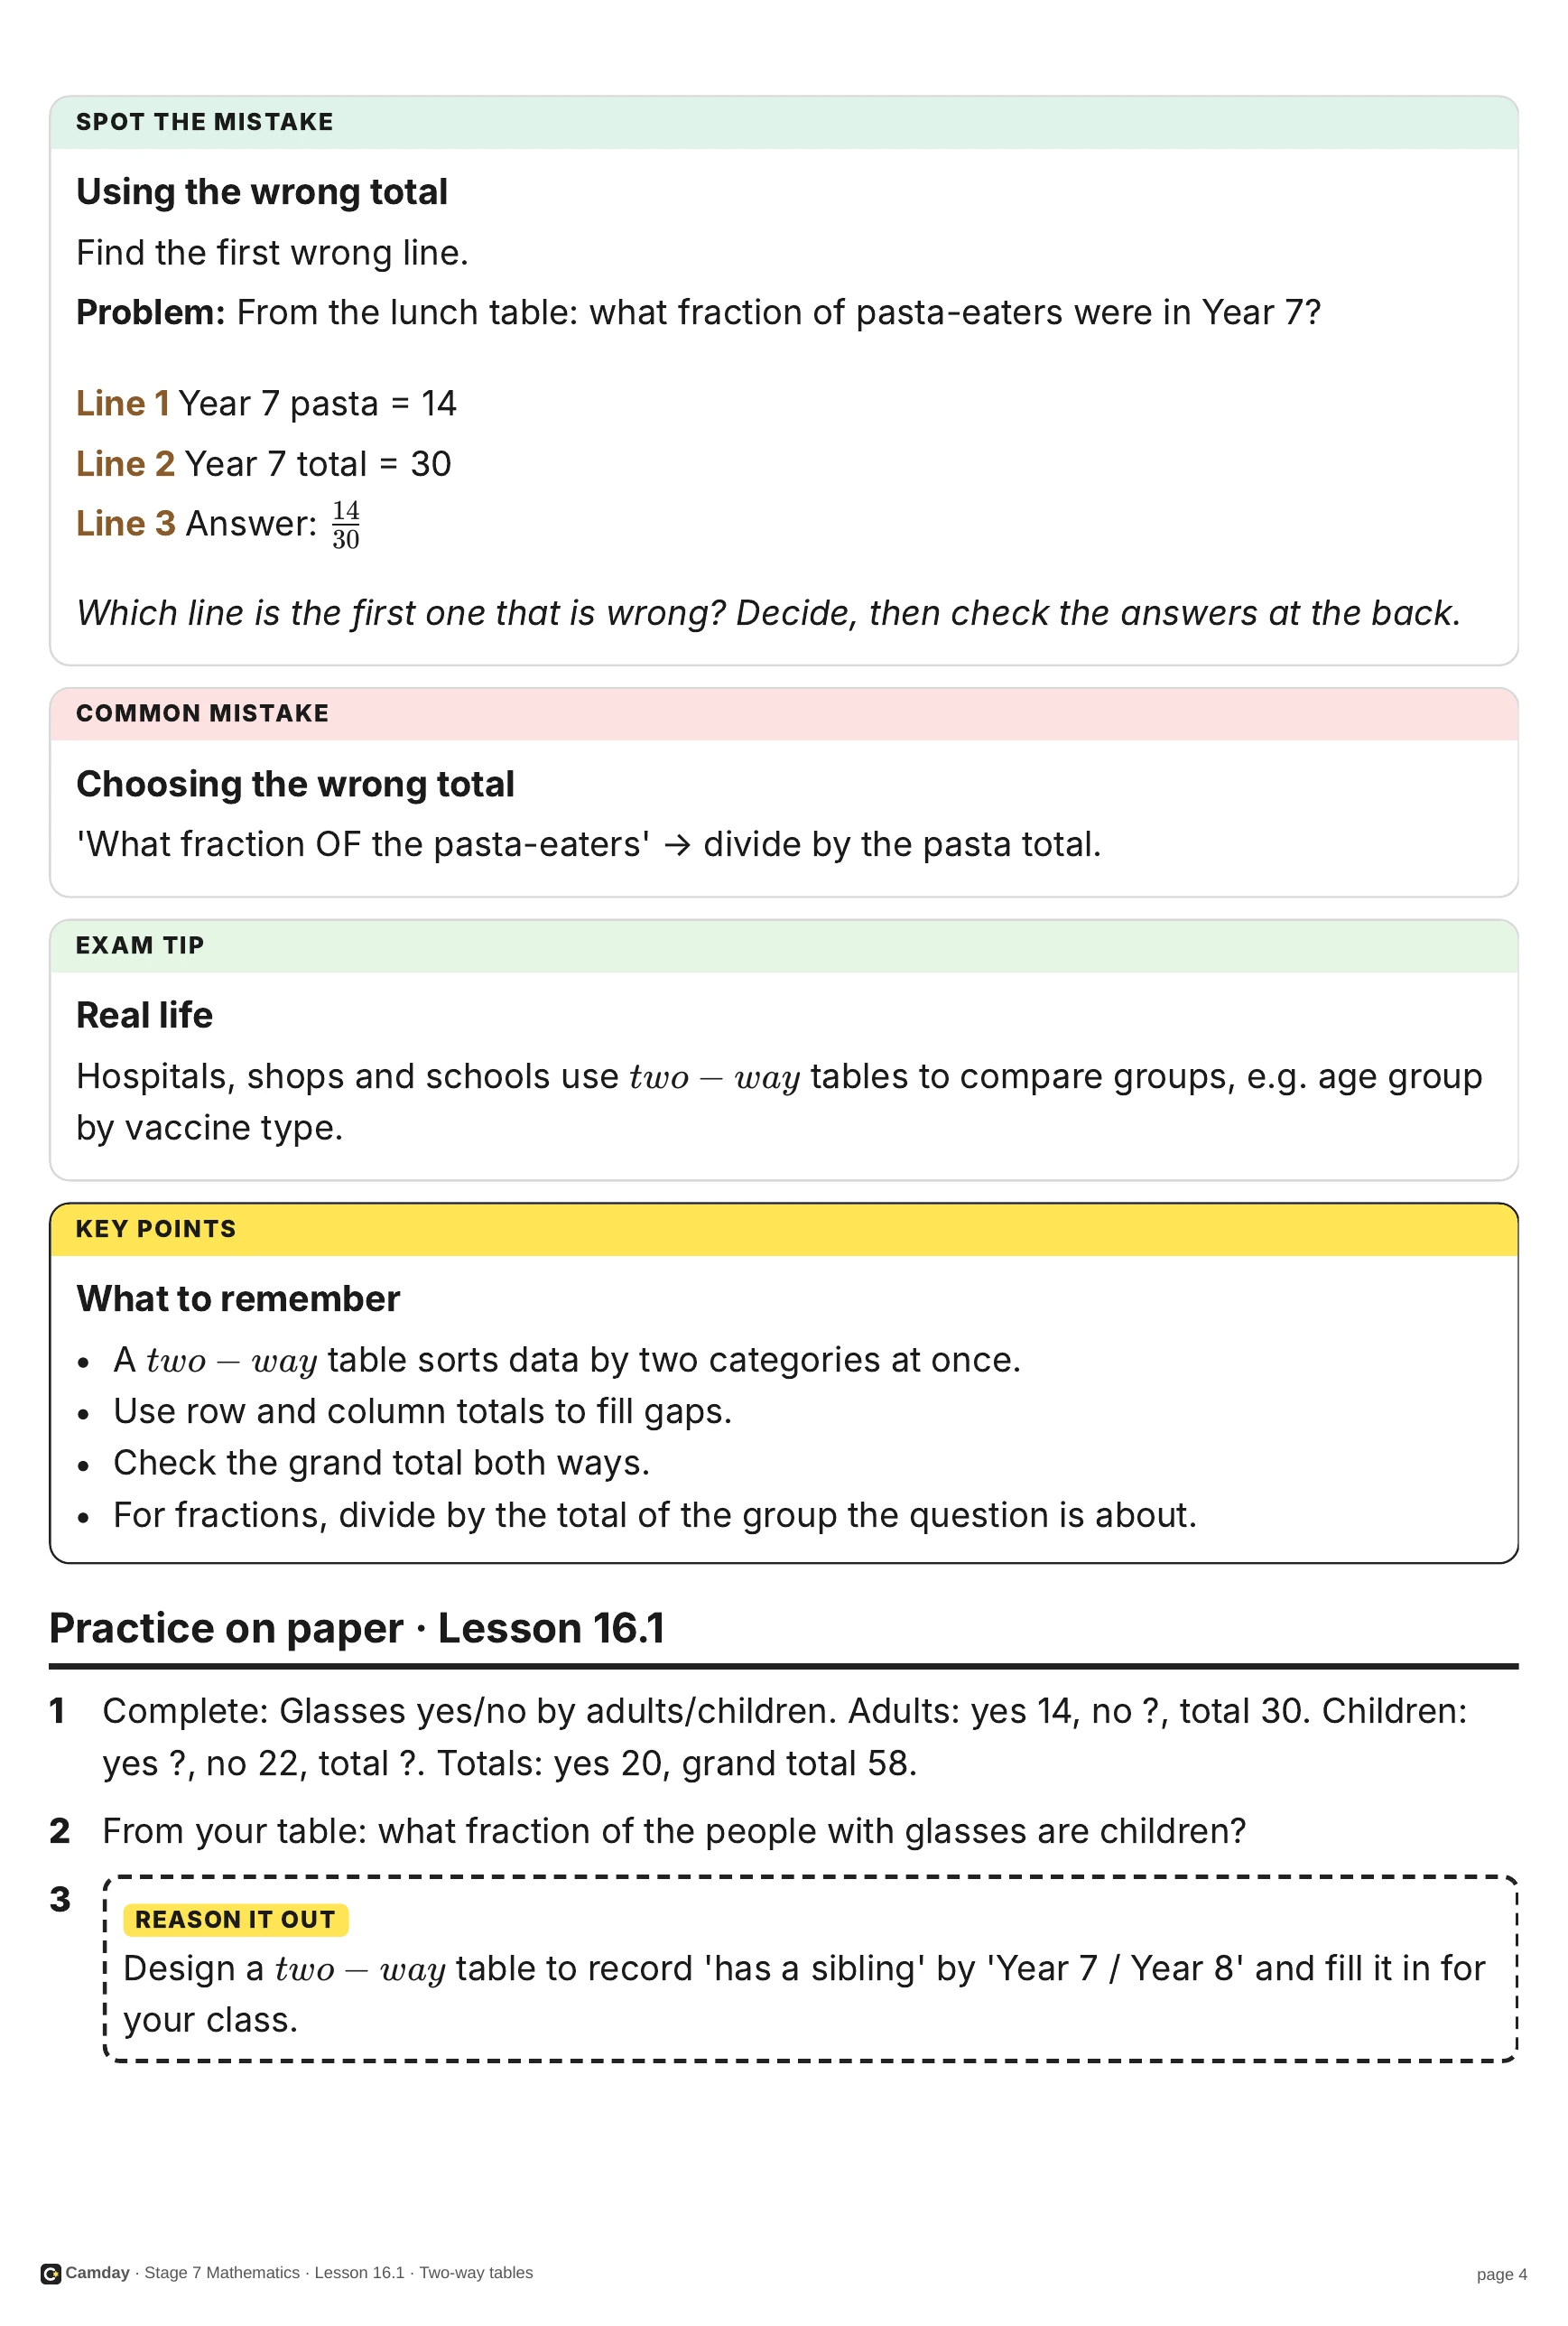 SPOT THE MISTAKE
Using the wrong total
Find the first wrong line.
Problem: From the lunch table: what fraction of pasta-eaters were in Year 7?
Line 1 Year 7 pasta = 14
Line 2 Year 7 total = 30
Line 3 Answer: 14/30
Which line is the first one that is wrong? Decide, then check the answers at the back.
COMMON MISTAKE
Choosing the wrong total
'What fraction OF the pasta-eaters' → divide by the pasta total.
EXAM TIP
Real life
Hospitals, shops and schools use two − way tables to compare groups, e.g. age group
by vaccine type.
KEY POINTS
What to remember
• A two − way table sorts data by two categories at once.
• Use row and column totals to fill gaps.
• Check the grand total both ways.
• For fractions, divide by the total of the group the question is about.
Practice on paper · Lesson 16.1
1 Complete: Glasses yes/no by adults/children. Adults: yes 14, no ?, total 30. Children:
yes ?, no 22, total ?. Totals: yes 20, grand total 58.
2 From your table: what fraction of the people with glasses are children?
3 REASON IT OUT
Design a two − way table to record 'has a sibling' by 'Year 7 / Year 8' and fill it in for
your class.
Camday · Stage 7 Mathematics · Lesson 16.1 · Two-way tables
page 4